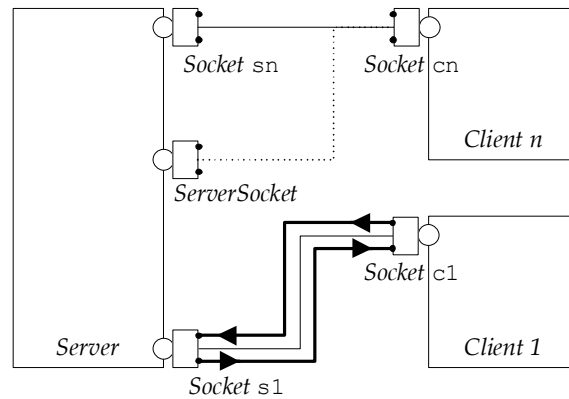 Socket sn
Socket cn
Client n
ServerSocket
Socket c1
Server
Client 1
Socket s1